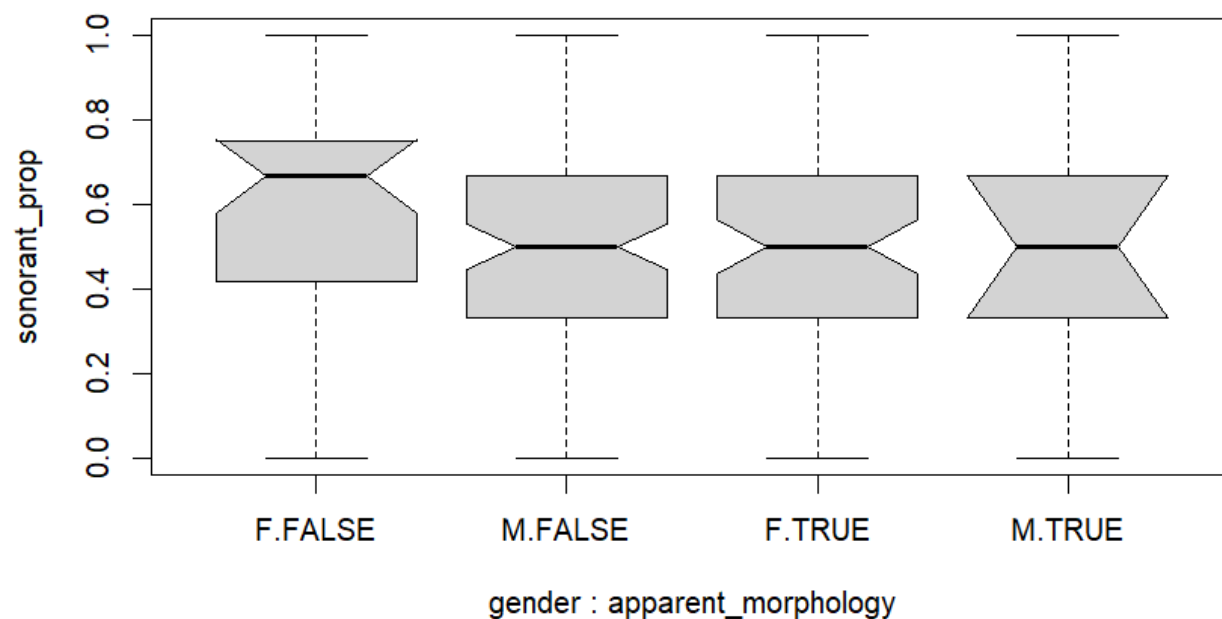 sonorant_prop
1.0
0.8
0.6
0.4
0.2
0.0
F.FALSE M.FALSE F.TRUE M.TRUE
gender : apparent_morphology